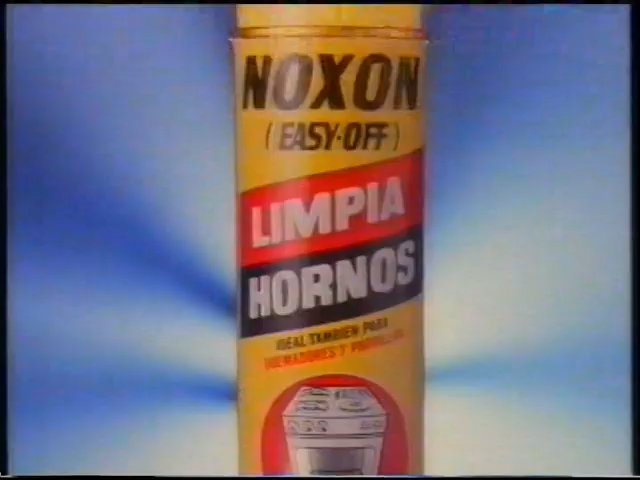 NOXON
(EASY-OFF)
LIMPIA
HORNOS
IDEAL TAMBIEN PARA
QUEMADORES Y PARRILLAS